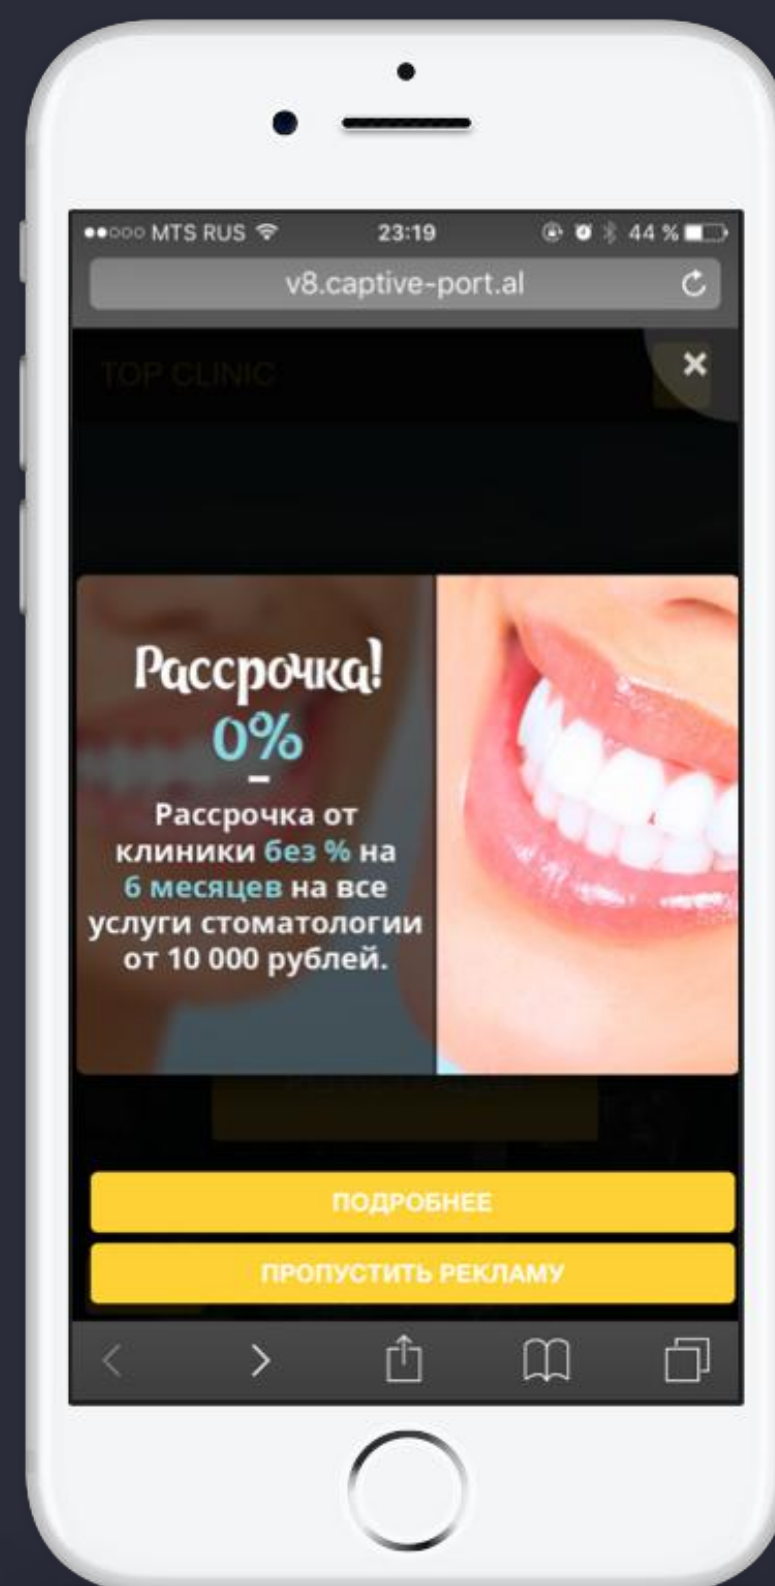 MTS RUS 23:19 44 %
v8.captive-port.al
TOP CLINIC
Рассрочка!
0%
Рассрочка от
клиники без % на
6 месяцев на все
услуги стоматологии
от 10 000 рублей.
ПОДРОБНЕЕ
ПРОПУСТИТЬ РЕКЛАМУ